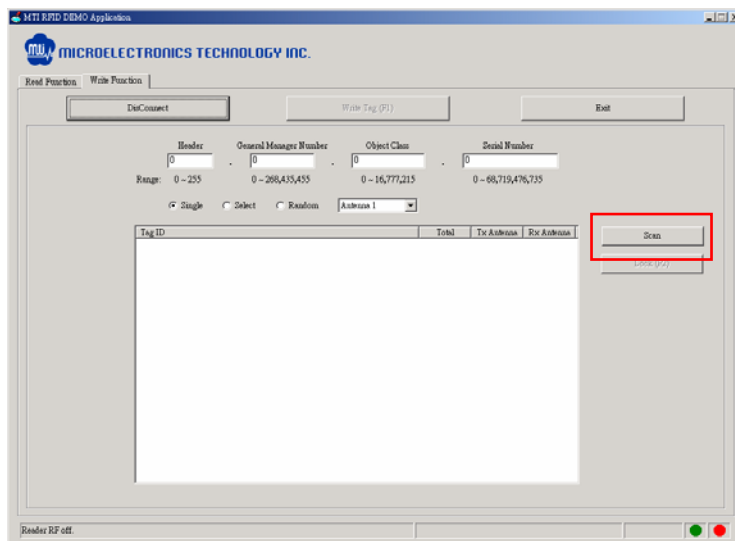 MTI RFID DEMO Application
MTI MICROELECTRONICS TECHNOLOGY INC.
Read Function Write Function
DisConnect Write Tag (F1) Exit
Header General Manager Number Object Class Serial Number
0 . 0 . 0 . 0
Range: 0 ~ 255 0 ~ 268,435,455 0 ~ 16,777,215 0 ~ 68,719,476,735
Single Select Random Antenna 1
Tag ID Total Tx Antenna Rx Antenna Scan
Reader RF off.